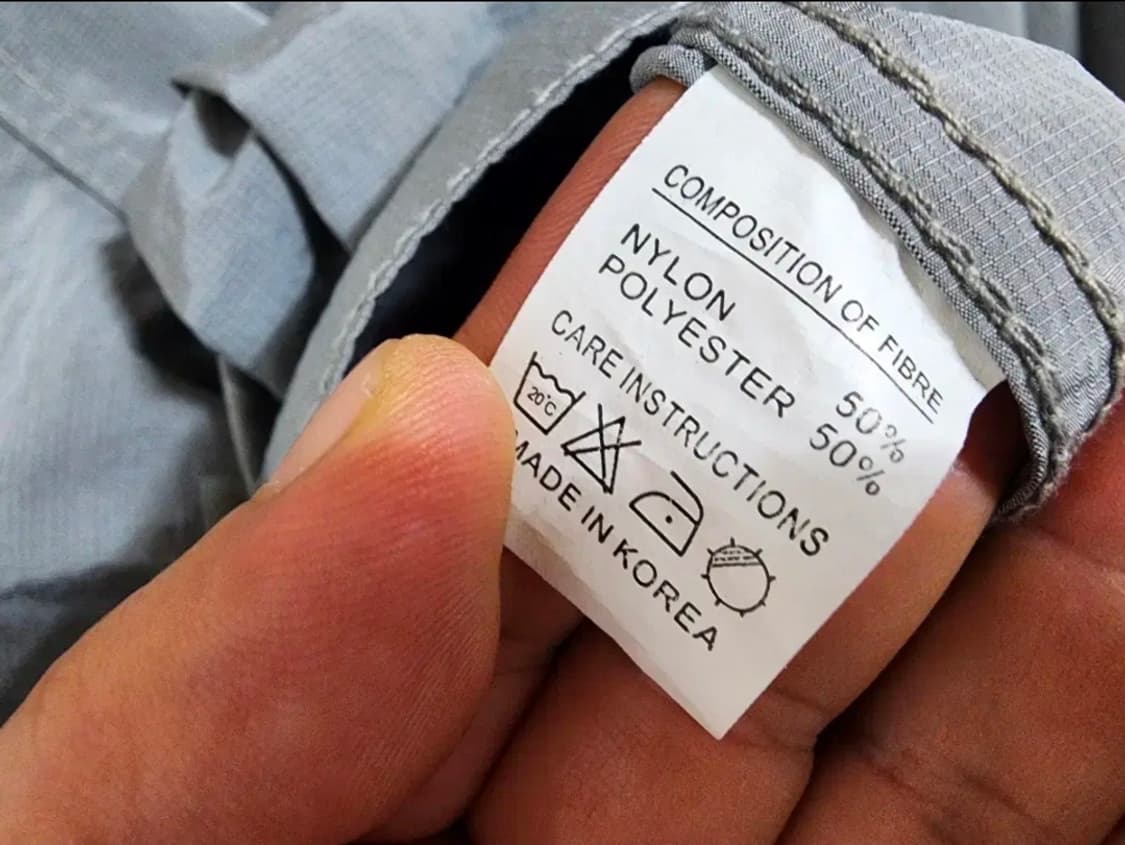 COMPOSITION OF FIBRE
NYLON 50%
POLYESTER 50%
CARE INSTRUCTIONS
20°C
MADE IN KOREA